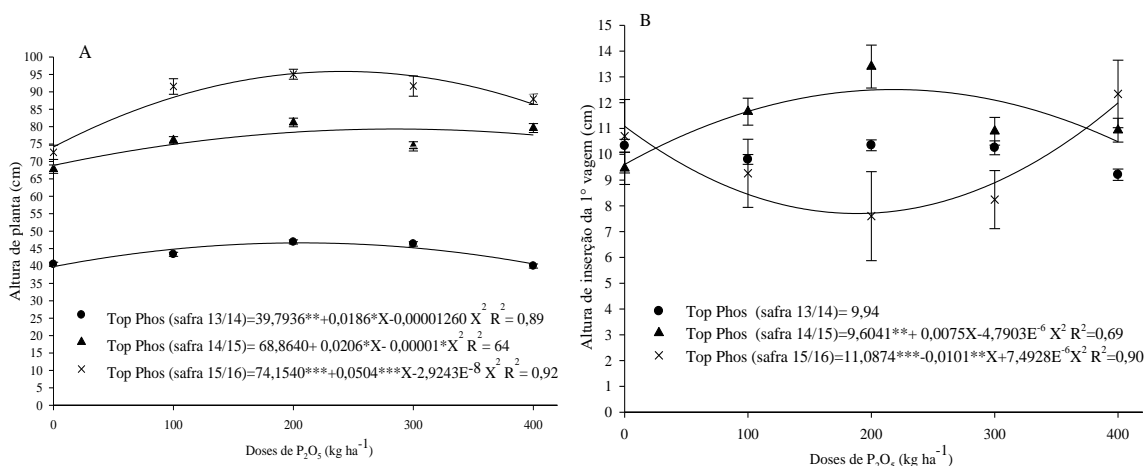 A
Altura de planta (cm)
100
95
90
85
80
75
70
65
60
55
50
45
40
35
30
25
20
15
10
5
0
Top Phos (safra 13/14)=39,7936**+0,0186*X-0,00001260 X² R² = 0,89
Top Phos (safra 14/15)= 68,8640+ 0,0206*X- 0,00001*X² R² = 64
Top Phos (safra 15/16)=74,1540***+0,0504***X-2,9243E⁻⁸ X² R² = 0,92
0 100 200 300 400
Doses de P₂O₅ (kg ha⁻¹)
B
Altura de inserção da 1° vagem (cm)
15
14
13
12
11
10
9
8
7
6
5
4
3
2
1
0
Top Phos (safra 13/14)= 9,94
Top Phos (safra 14/15)=9,6041**+ 0,0075X-4,7903E⁻⁶ X² R²=0,69
Top Phos (safra 15/16)=11,0874***-0,0101**X+7,4928E⁻⁶X² R²=0,90
0 100 200 300 400
Doses de P₂O₅ (kg ha⁻¹)